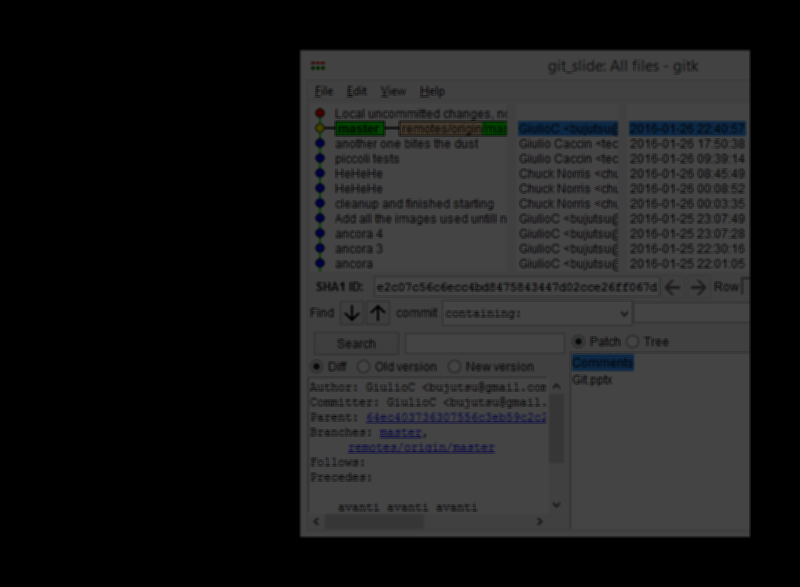 git_slide: All files - gitk
File Edit View Help
Local uncommitted changes, no
master remotes/origin/mas GiulioC <bujutsu@ 2016-01-26 22:40:57
another one bites the dust Giulio Caccin <tec 2016-01-26 17:50:38
piccoli tests Giulio Caccin <tec 2016-01-26 09:39:14
HeHeHe Chuck Norris <chu 2016-01-26 08:45:49
HeHeHe Chuck Norris <chu 2016-01-26 00:08:52
cleanup and finished starting Chuck Norris <chu 2016-01-26 00:03:35
Add all the images used untill n GiulioC <bujutsu@ 2016-01-25 23:07:49
ancora 4 GiulioC <bujutsu@ 2016-01-25 23:07:28
ancora 3 GiulioC <bujutsu@ 2016-01-25 22:30:16
ancora GiulioC <bujutsu@ 2016-01-25 22:01:05
SHA1 ID: e2c07c56c6ecc4bd8475843447d02cce26ff067d Row
Find commit containing:
Search Patch Tree
Diff Old version New version Comments
Git.pptx
Author: GiulioC <bujutsu@gmail.com
Committer: GiulioC <bujutsu@gmail.
Parent: 64ec403736307556c3eb59c2c2
Branches: master,
remotes/origin/master
Follows:
Precedes:
avanti avanti avanti